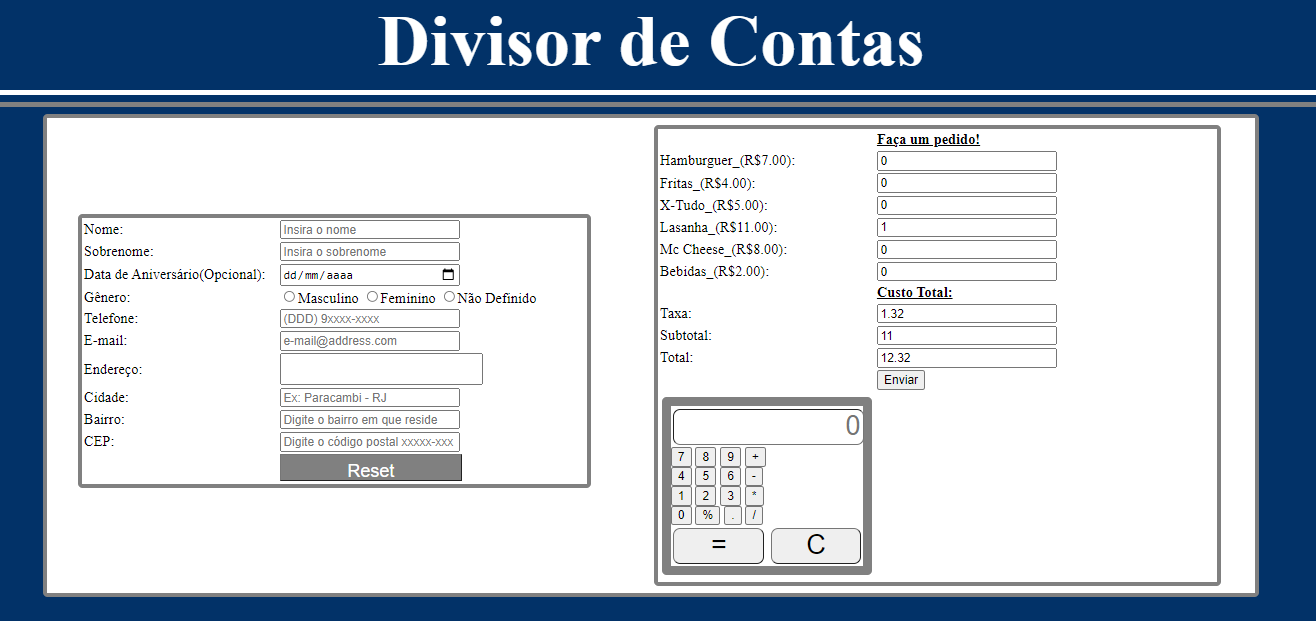 Divisor de Contas
Nome: Insira o nome
Sobrenome: Insira o sobrenome
Data de Aniversário(Opcional): dd/mm/aaaa
Gênero: Masculino Feminino Não Definido
Telefone: (DDD) 9xxxx-xxxx
E-mail: e-mail@address.com
Endereço:
Cidade: Ex: Paracambi - RJ
Bairro: Digite o bairro em que reside
CEP: Digite o código postal xxxxx-xxx
Reset
Faça um pedido!
Hamburguer_(R$7.00): 0
Fritas_(R$4.00): 0
X-Tudo_(R$5.00): 0
Lasanha_(R$11.00): 1
Mc Cheese_(R$8.00): 0
Bebidas_(R$2.00): 0
Custo Total:
Taxa: 1.32
Subtotal: 11
Total: 12.32
Enviar
0
7 8 9 +
4 5 6 -
1 2 3 *
0 % . /
= C